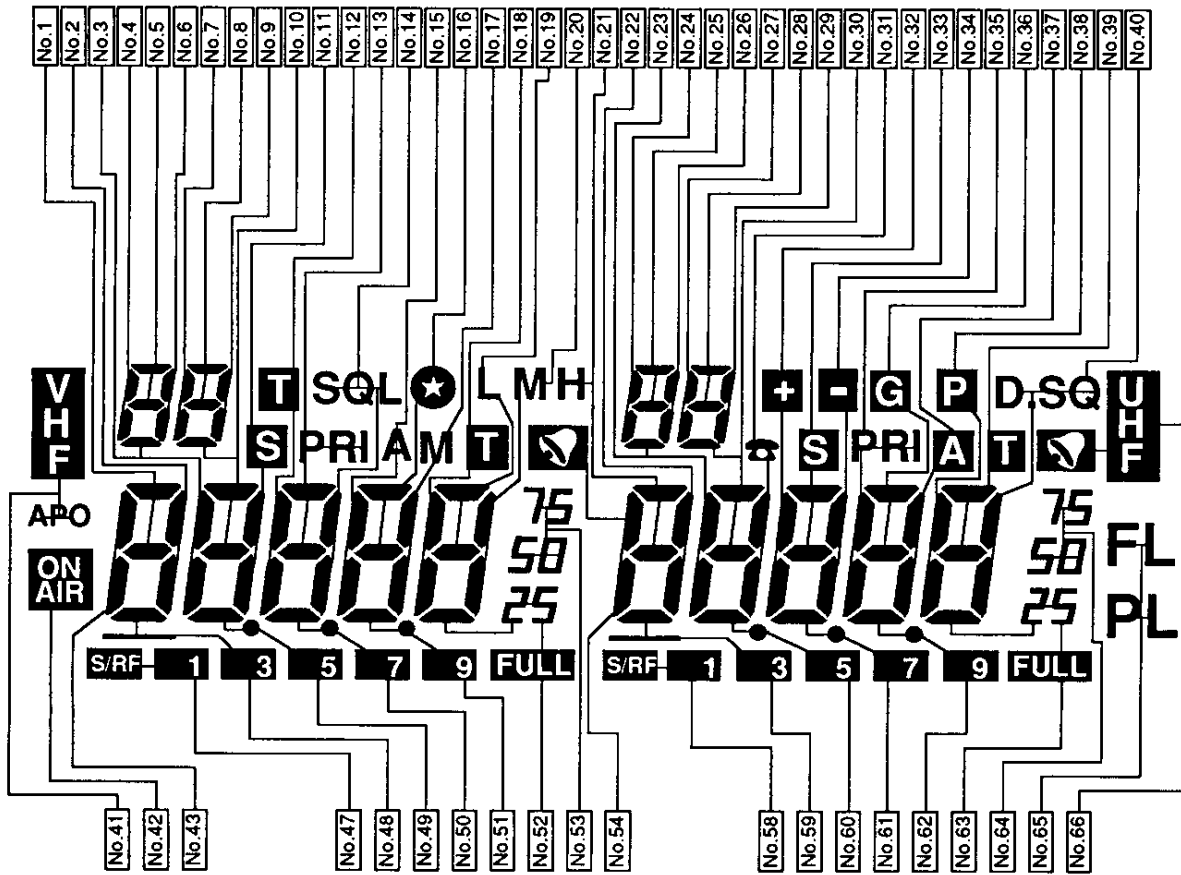 No.1 No.2 No.3 No.4 No.5 No.6 No.7 No.8 No.9 No.10 No.11 No.12 No.13 No.14 No.15 No.16 No.17 No.18 No.19 No.20 No.21 No.22 No.23 No.24 No.25 No.26 No.27 No.28 No.29 No.30 No.31 No.32 No.33 No.34 No.35 No.36 No.37 No.38 No.39 No.40
VHF 88 T SQL L M H 88 + - G P D.SQ UHF
S PRI A M T S PRI A T
APO 88888 75 88888 75
ON AIR 50 50 FL
25 25 PL
S/RF 1 3 5 7 9 FULL S/RF 1 3 5 7 9 FULL
No.41 No.42 No.43 No.47 No.48 No.49 No.50 No.51 No.52 No.53 No.54 No.58 No.59 No.60 No.61 No.62 No.63 No.64 No.65 No.66